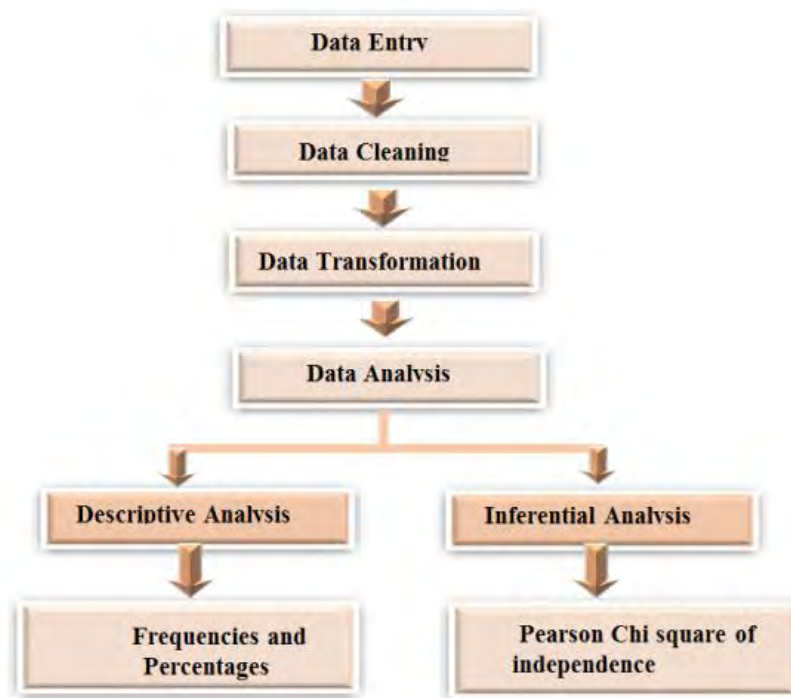 Data Entry
Data Cleaning
Data Transformation
Data Analysis
Descriptive Analysis
Inferential Analysis
Frequencies and
Percentages
Pearson Chi square of
independence